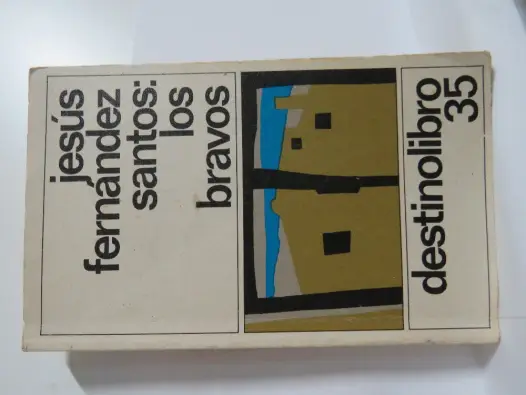 jesús
fernández
santos:
los
bravos
destinolibro
35